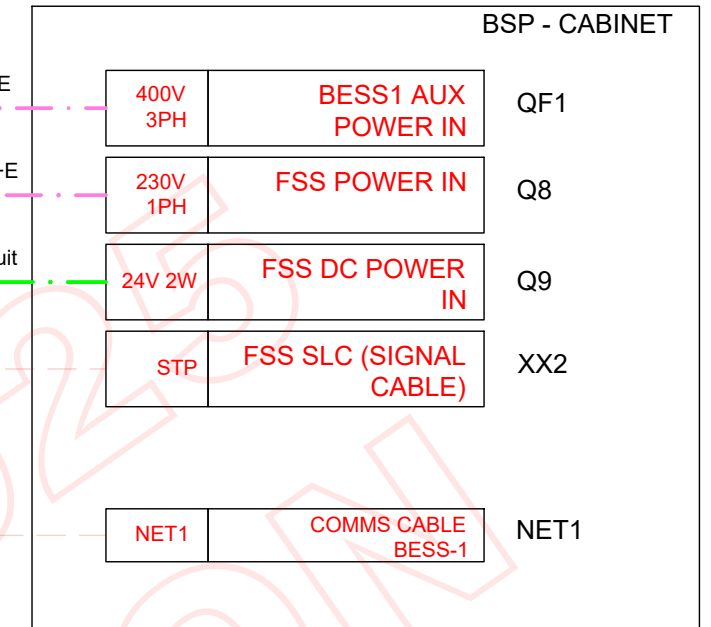 BSP - CABINET
E
400V
3PH
BESS1 AUX
POWER IN
QF1
-E
230V
1PH
FSS POWER IN
Q8
uit
24V 2W
FSS DC POWER
IN
Q9
STP
FSS SLC (SIGNAL
CABLE)
XX2
NET1
COMMS CABLE
BESS-1
NET1